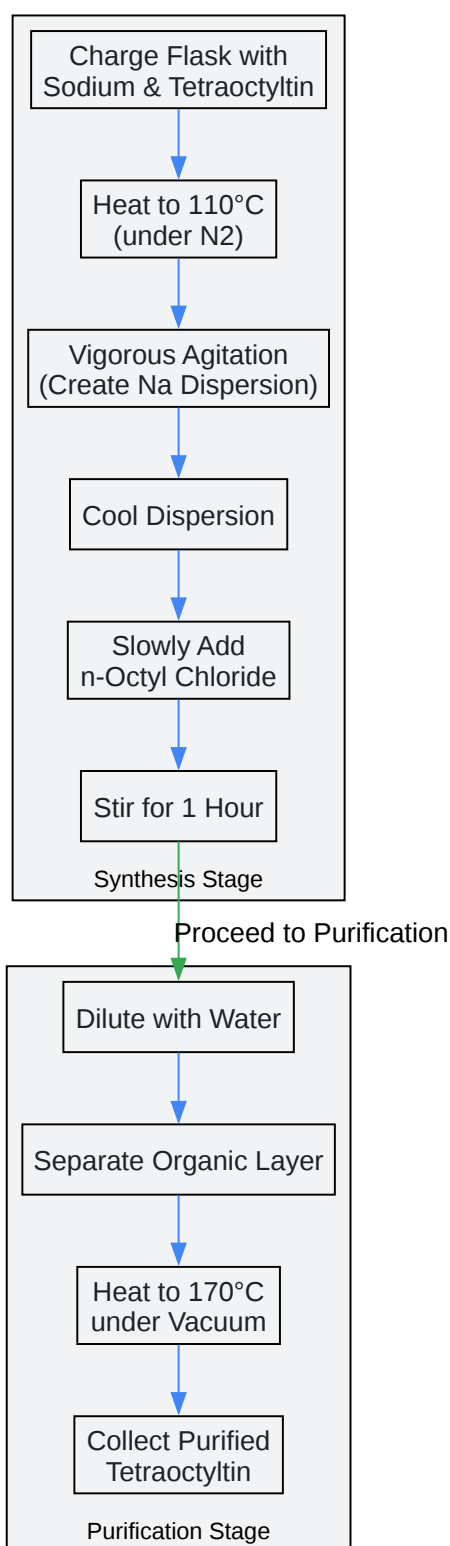 Charge Flask with
Sodium & Tetraoctyltin
Heat to 110°C
(under N2)
Vigorous Agitation
(Create Na Dispersion)
Cool Dispersion
Slowly Add
n-Octyl Chloride
Stir for 1 Hour
Synthesis Stage
Proceed to Purification
Dilute with Water
Separate Organic Layer
Heat to 170°C
under Vacuum
Collect Purified
Tetraoctyltin
Purification Stage